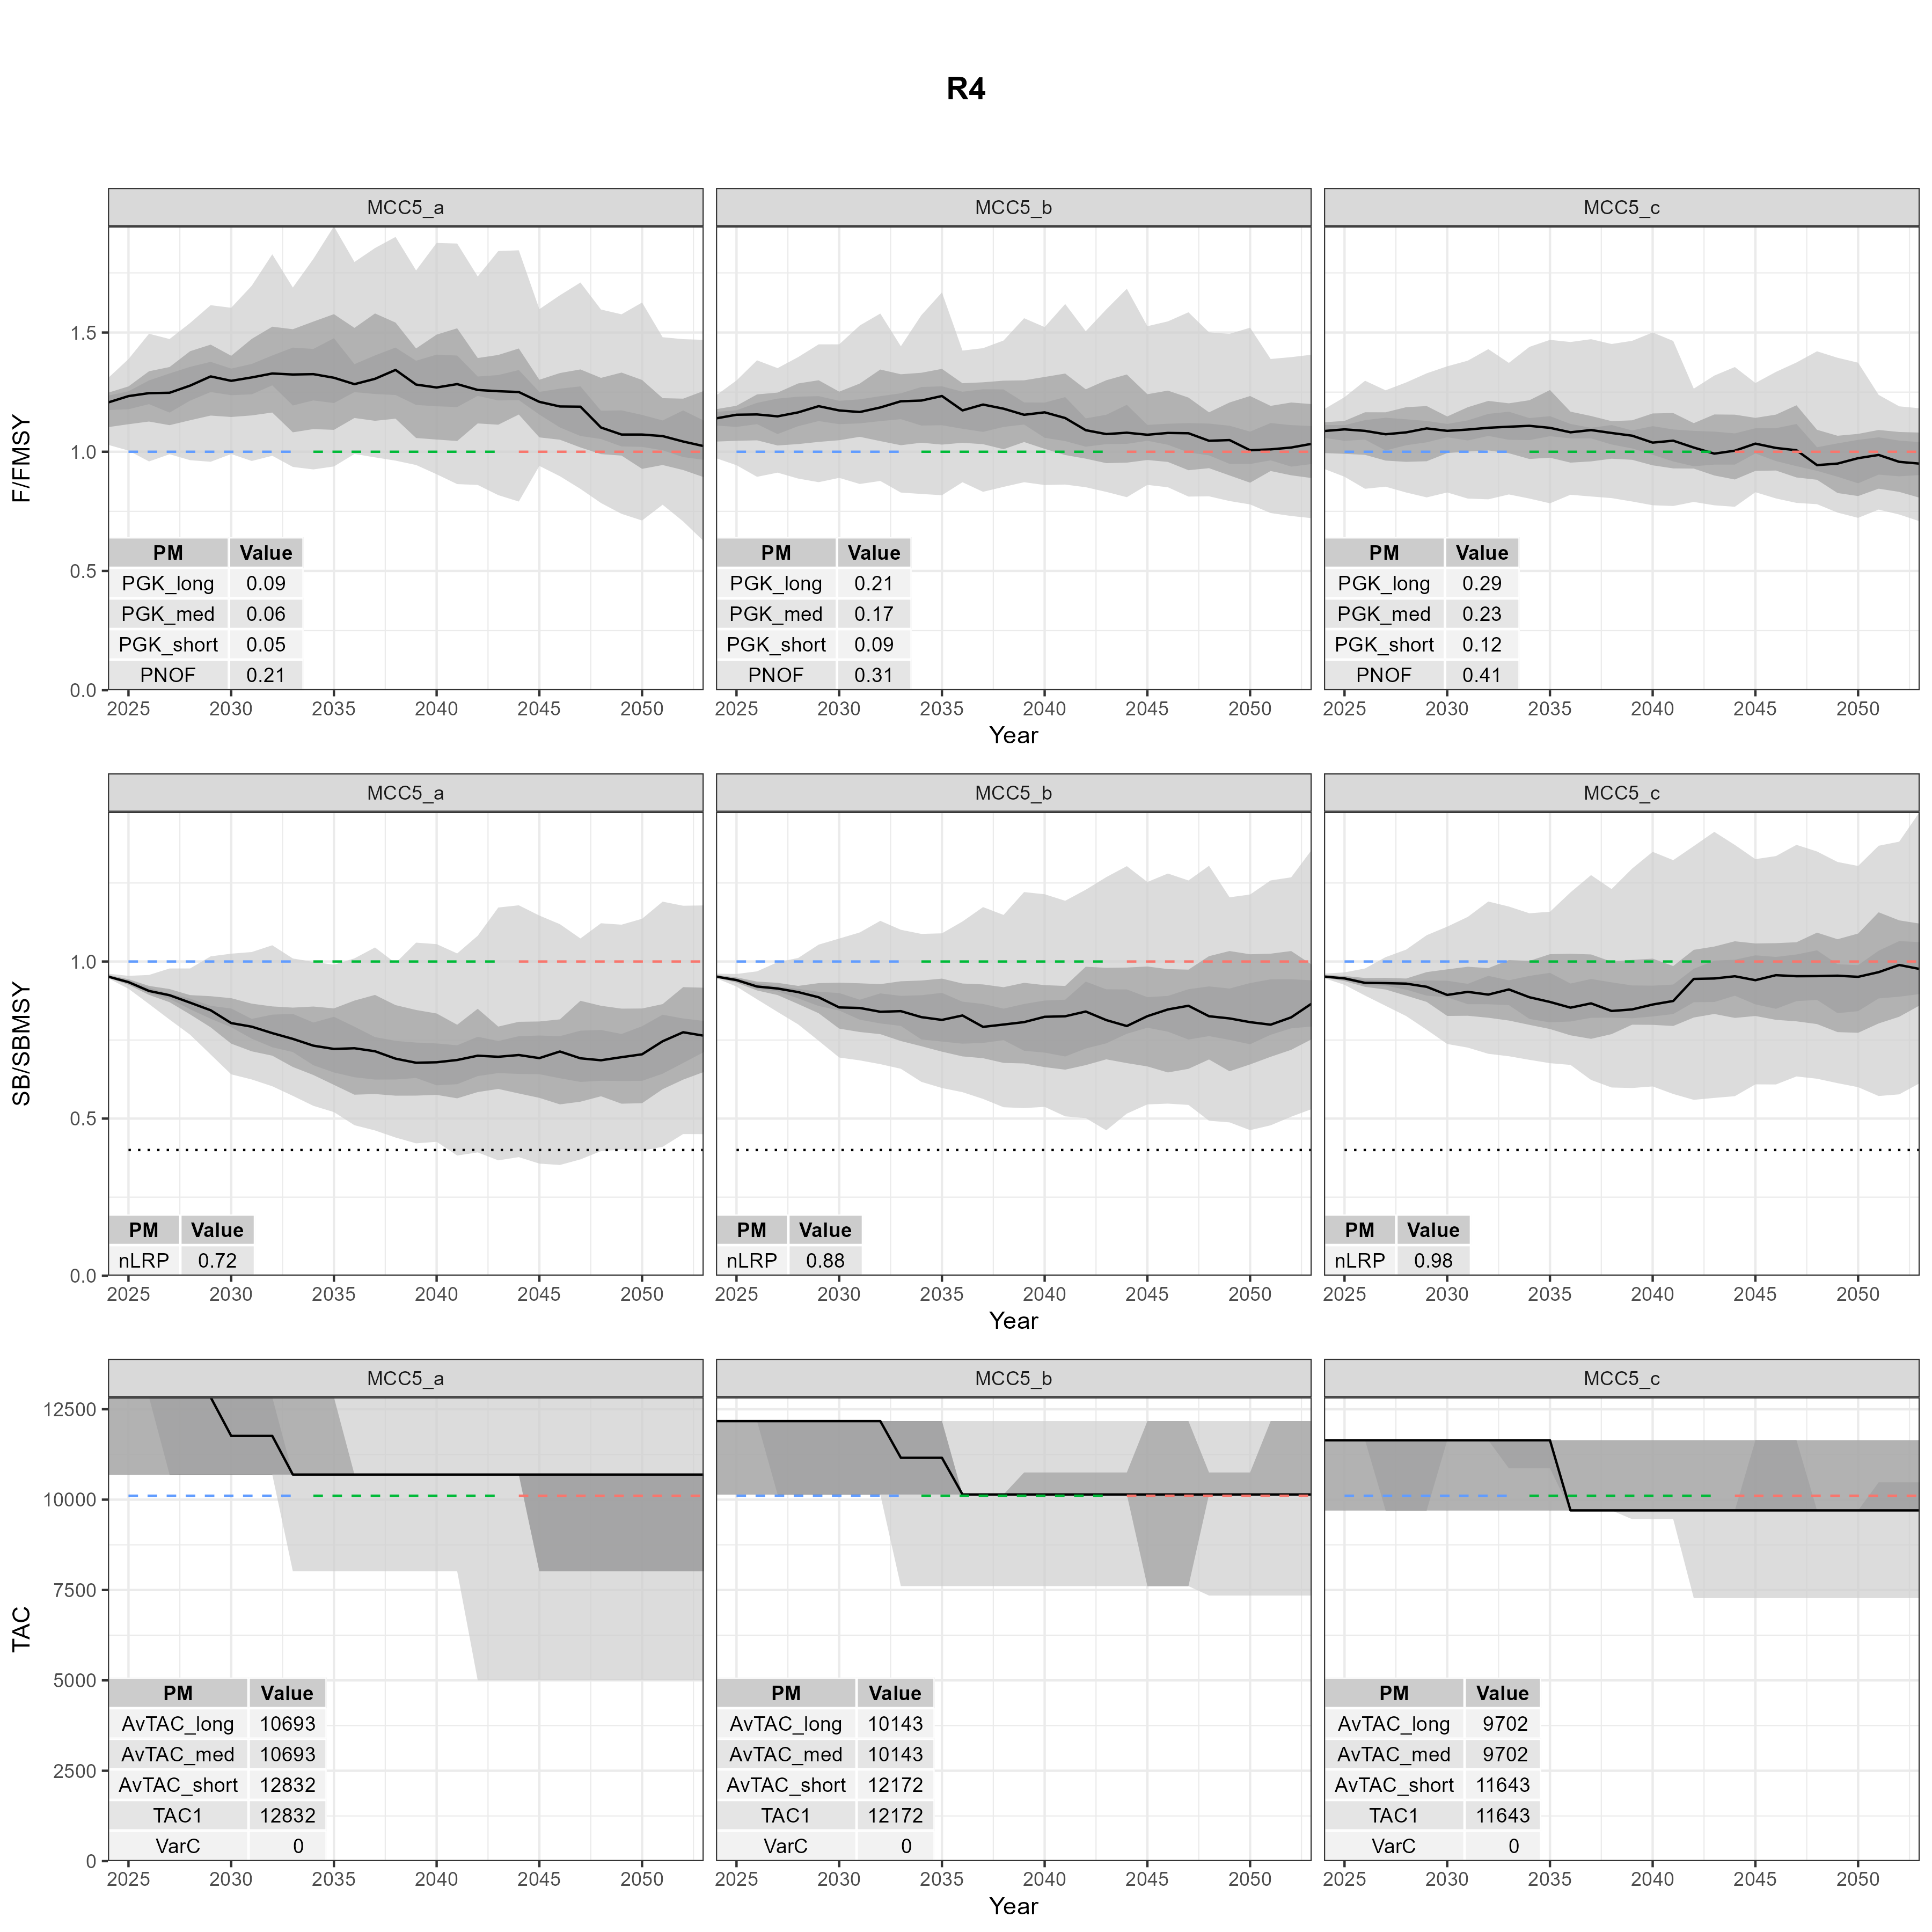 R4
MCC5_a MCC5_b MCC5_c
F/FMSY
1.5
1.0
0.5
0.0
PM Value PM Value PM Value
PGK_long 0.09 PGK_long 0.21 PGK_long 0.29
PGK_med 0.06 PGK_med 0.17 PGK_med 0.23
PGK_short 0.05 PGK_short 0.09 PGK_short 0.12
PNOF 0.21 PNOF 0.31 PNOF 0.41
2025 2030 2035 2040 2045 2050 2025 2030 2035 2040 2045 2050 2025 2030 2035 2040 2045 2050
Year
MCC5_a MCC5_b MCC5_c
SB/SBMSY
1.0
0.5
0.0
PM Value PM Value PM Value
nLRP 0.72 nLRP 0.88 nLRP 0.98
2025 2030 2035 2040 2045 2050 2025 2030 2035 2040 2045 2050 2025 2030 2035 2040 2045 2050
Year
MCC5_a MCC5_b MCC5_c
TAC
12500
10000
7500
5000
2500
0
PM Value PM Value PM Value
AvTAC_long 10693 AvTAC_long 10143 AvTAC_long 9702
AvTAC_med 10693 AvTAC_med 10143 AvTAC_med 9702
AvTAC_short 12832 AvTAC_short 12172 AvTAC_short 11643
TAC1 12832 TAC1 12172 TAC1 11643
VarC 0 VarC 0 VarC 0
2025 2030 2035 2040 2045 2050 2025 2030 2035 2040 2045 2050 2025 2030 2035 2040 2045 2050
Year